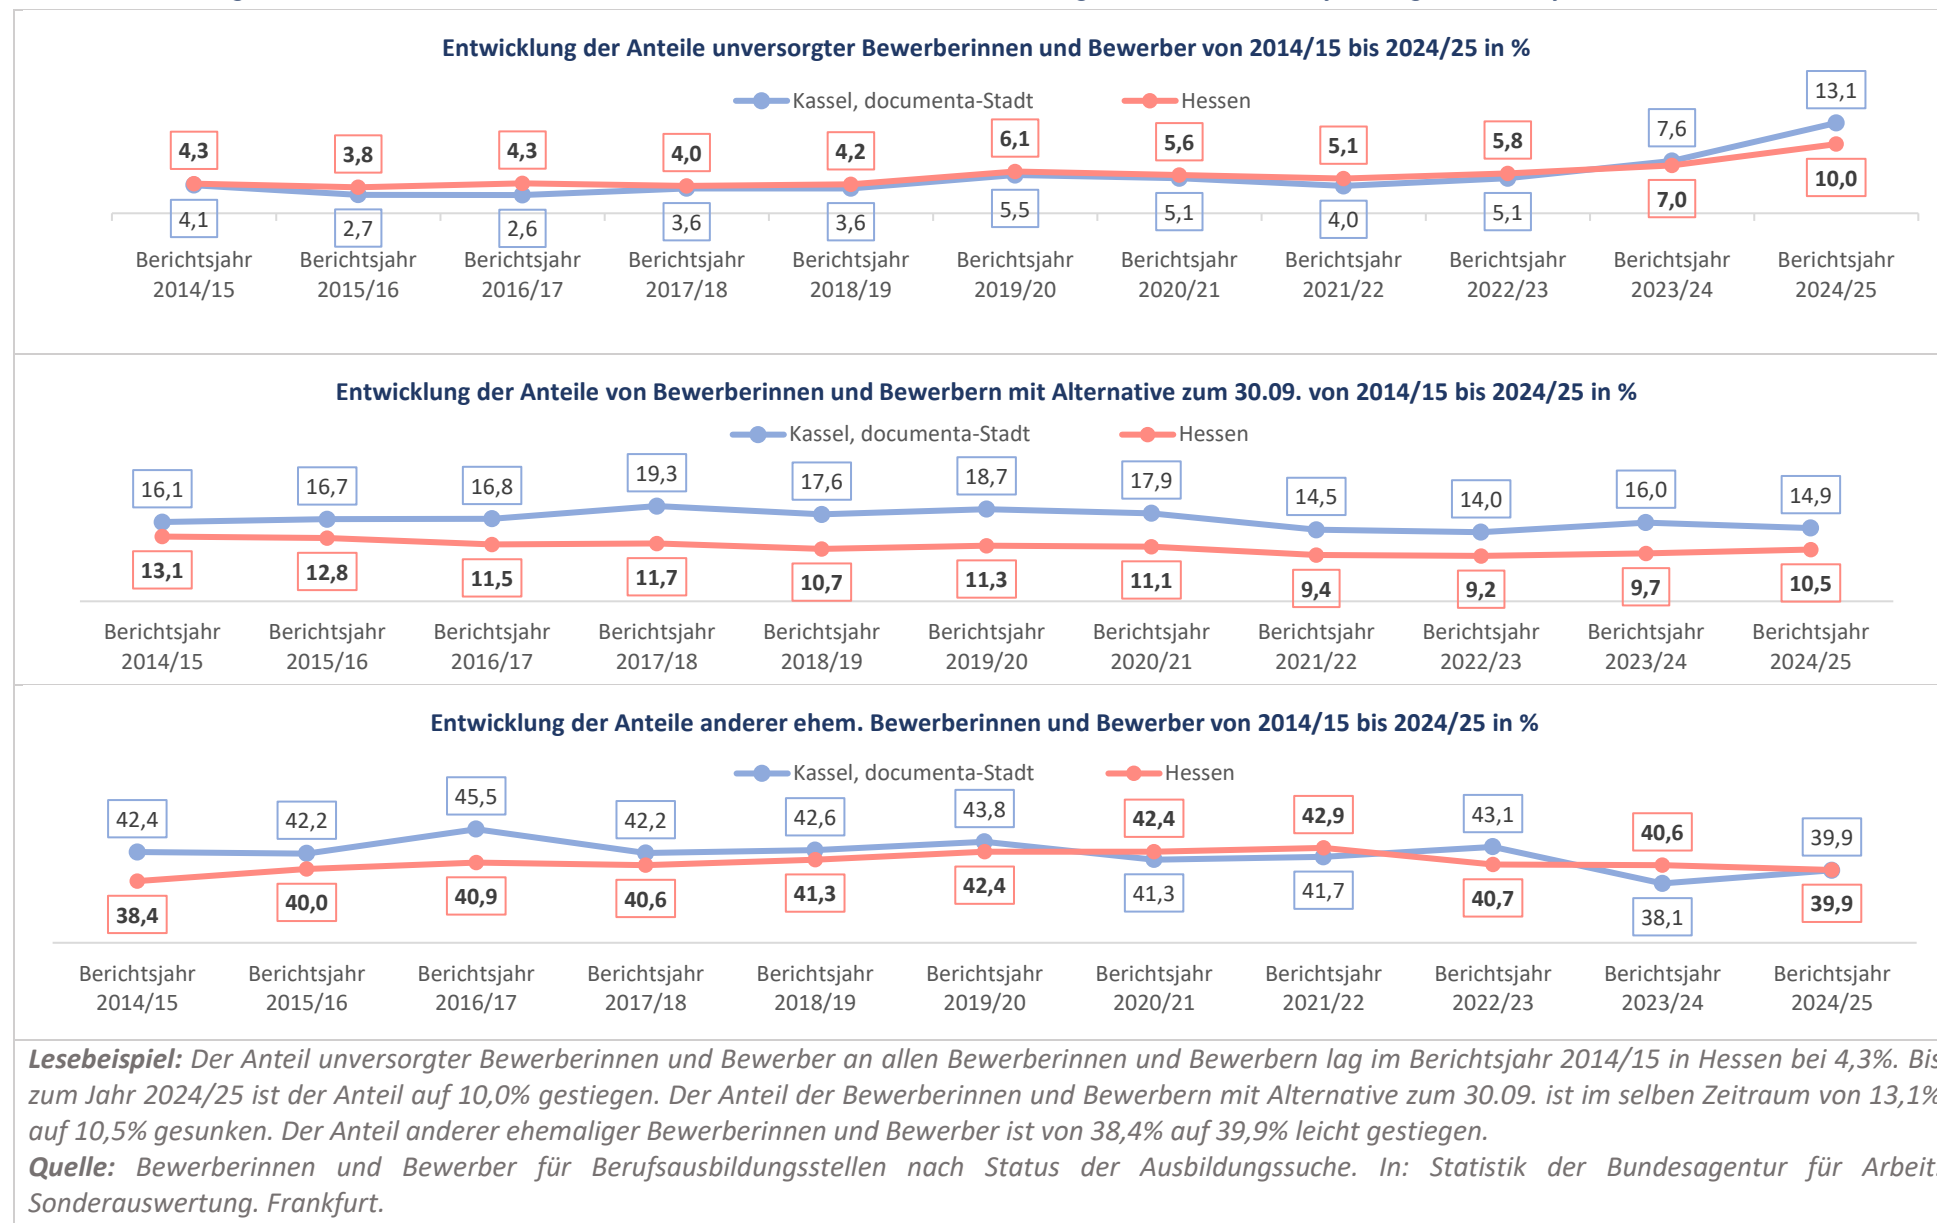 Entwicklung der Anteile unversorgter Bewerberinnen und Bewerber von 2014/15 bis 2024/25 in %
Kassel, documenta-Stadt Hessen
4,3 3,8 4,3 4,0 4,2 6,1 5,6 5,1 5,8 7,6 13,1
4,1 2,7 2,6 3,6 3,6 5,5 5,1 4,0 5,1 7,0 10,0
Berichtsjahr Berichtsjahr Berichtsjahr Berichtsjahr Berichtsjahr Berichtsjahr Berichtsjahr Berichtsjahr Berichtsjahr Berichtsjahr Berichtsjahr
2014/15 2015/16 2016/17 2017/18 2018/19 2019/20 2020/21 2021/22 2022/23 2023/24 2024/25
Entwicklung der Anteile von Bewerberinnen und Bewerbern mit Alternative zum 30.09. von 2014/15 bis 2024/25 in %
Kassel, documenta-Stadt Hessen
16,1 16,7 16,8 19,3 17,6 18,7 17,9 14,5 14,0 16,0 14,9
13,1 12,8 11,5 11,7 10,7 11,3 11,1 9,4 9,2 9,7 10,5
Berichtsjahr Berichtsjahr Berichtsjahr Berichtsjahr Berichtsjahr Berichtsjahr Berichtsjahr Berichtsjahr Berichtsjahr Berichtsjahr Berichtsjahr
2014/15 2015/16 2016/17 2017/18 2018/19 2019/20 2020/21 2021/22 2022/23 2023/24 2024/25
Entwicklung der Anteile anderer ehem. Bewerberinnen und Bewerber von 2014/15 bis 2024/25 in %
Kassel, documenta-Stadt Hessen
42,4 42,2 45,5 42,2 42,6 43,8 42,4 42,9 43,1 40,6 39,9
38,4 40,0 40,9 40,6 41,3 42,4 41,3 41,7 40,7 38,1 39,9
Berichtsjahr Berichtsjahr Berichtsjahr Berichtsjahr Berichtsjahr Berichtsjahr Berichtsjahr Berichtsjahr Berichtsjahr Berichtsjahr Berichtsjahr
2014/15 2015/16 2016/17 2017/18 2018/19 2019/20 2020/21 2021/22 2022/23 2023/24 2024/25
Lesebeispiel: Der Anteil unversorgter Bewerberinnen und Bewerber an allen Bewerberinnen und Bewerbern lag im Berichtsjahr 2014/15 in Hessen bei 4,3%. Bis
zum Jahr 2024/25 ist der Anteil auf 10,0% gestiegen. Der Anteil der Bewerberinnen und Bewerbern mit Alternative zum 30.09. ist im selben Zeitraum von 13,1%
auf 10,5% gesunken. Der Anteil anderer ehemaliger Bewerberinnen und Bewerber ist von 38,4% auf 39,9% leicht gestiegen.
Quelle: Bewerberinnen und Bewerber für Berufsausbildungsstellen nach Status der Ausbildungssuche. In: Statistik der Bundesagentur für Arbeit.
Sonderauswertung. Frankfurt.